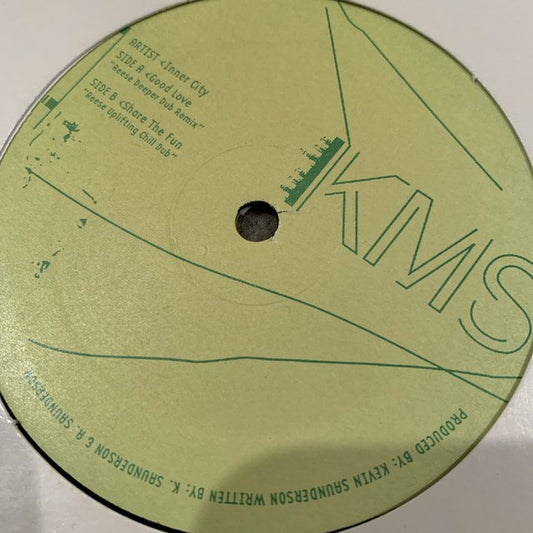 ARTIST <Inner City
SIDE A <Good Love
"Reese Deeper Dub Remix"
SIDE B <Share The Fun
"Reese Uplifting Chill Dub"
KMS
PRODUCED BY: KEVIN SAUNDERSON WRITTEN BY: K. SAUNDERSON & A. SAUNDERSON